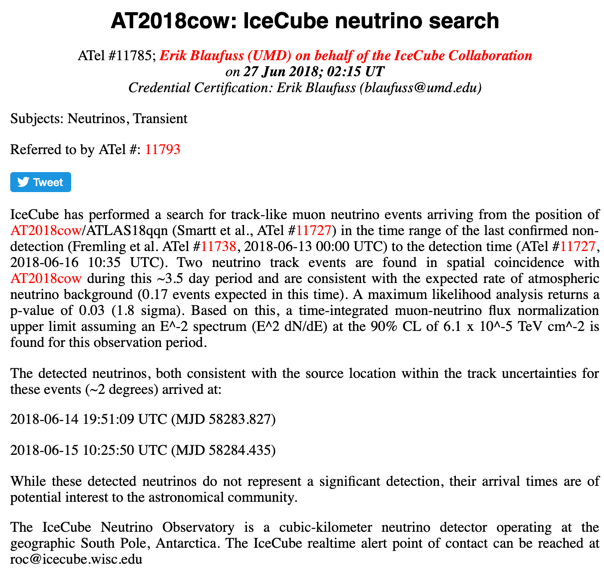 AT2018cow: IceCube neutrino search
ATel #11785; Erik Blaufuss (UMD) on behalf of the IceCube Collaboration
on 27 Jun 2018; 02:15 UT
Credential Certification: Erik Blaufuss (blaufuss@umd.edu)
Subjects: Neutrinos, Transient
Referred to by ATel #: 11793
Tweet
IceCube has performed a search for track-like muon neutrino events arriving from the position of
AT2018cow/ATLAS18qqn (Smartt et al., ATel #11727) in the time range of the last confirmed non-
detection (Fremling et al. ATel #11738, 2018-06-13 00:00 UTC) to the detection time (ATel #11727,
2018-06-16 10:35 UTC). Two neutrino track events are found in spatial coincidence with
AT2018cow during this ~3.5 day period and are consistent with the expected rate of atmospheric
neutrino background (0.17 events expected in this time). A maximum likelihood analysis returns a
p-value of 0.03 (1.8 sigma). Based on this, a time-integrated muon-neutrino flux normalization
upper limit assuming an E^-2 spectrum (E^2 dN/dE) at the 90% CL of 6.1 x 10^-5 TeV cm^-2 is
found for this observation period.
The detected neutrinos, both consistent with the source location within the track uncertainties for
these events (~2 degrees) arrived at:
2018-06-14 19:51:09 UTC (MJD 58283.827)
2018-06-15 10:25:50 UTC (MJD 58284.435)
While these detected neutrinos do not represent a significant detection, their arrival times are of
potential interest to the astronomical community.
The IceCube Neutrino Observatory is a cubic-kilometer neutrino detector operating at the
geographic South Pole, Antarctica. The IceCube realtime alert point of contact can be reached at
roc@icecube.wisc.edu